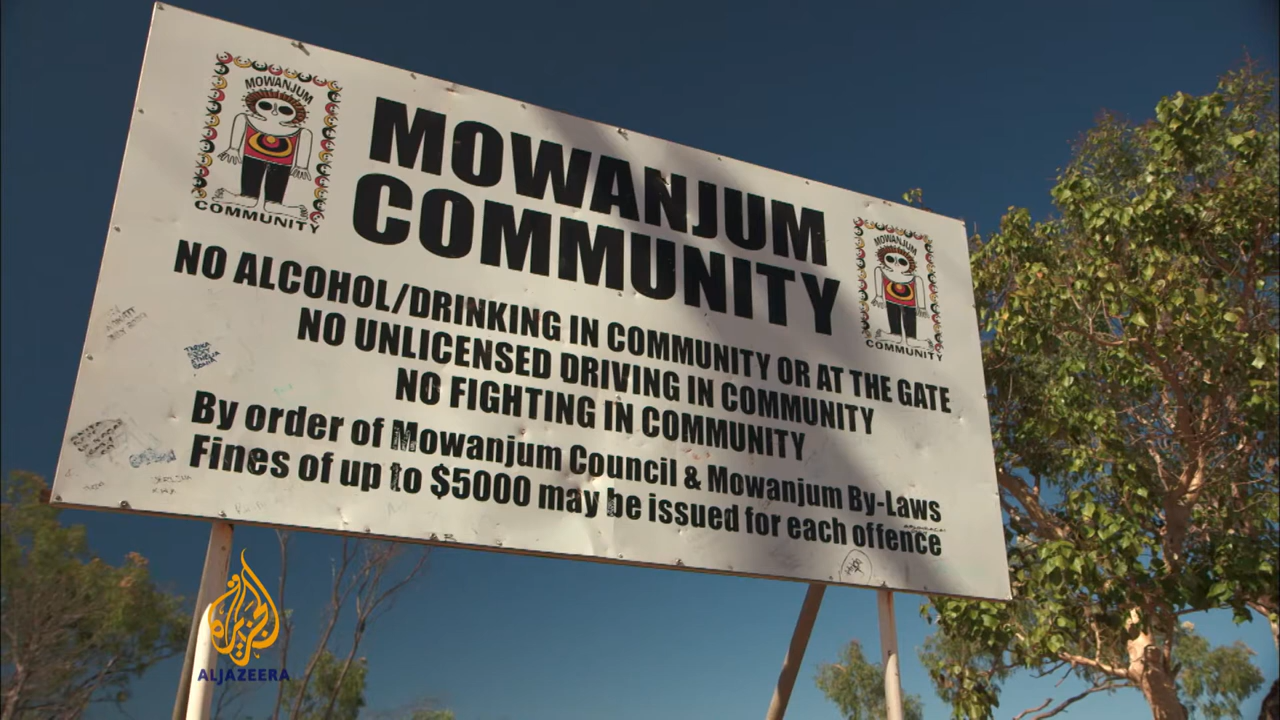 MOWANJUM
COMMUNITY
MOWANJUM
COMMUNITY
MOWANJUM
COMMUNITY
NO ALCOHOL/DRINKING IN COMMUNITY OR AT THE GATE
NO UNLICENSED DRIVING IN COMMUNITY
NO FIGHTING IN COMMUNITY
By order of Mowanjum Council & Mowanjum By-Laws
Fines of up to $5000 may be issued for each offence
الجزيرة
ALJAZEERA